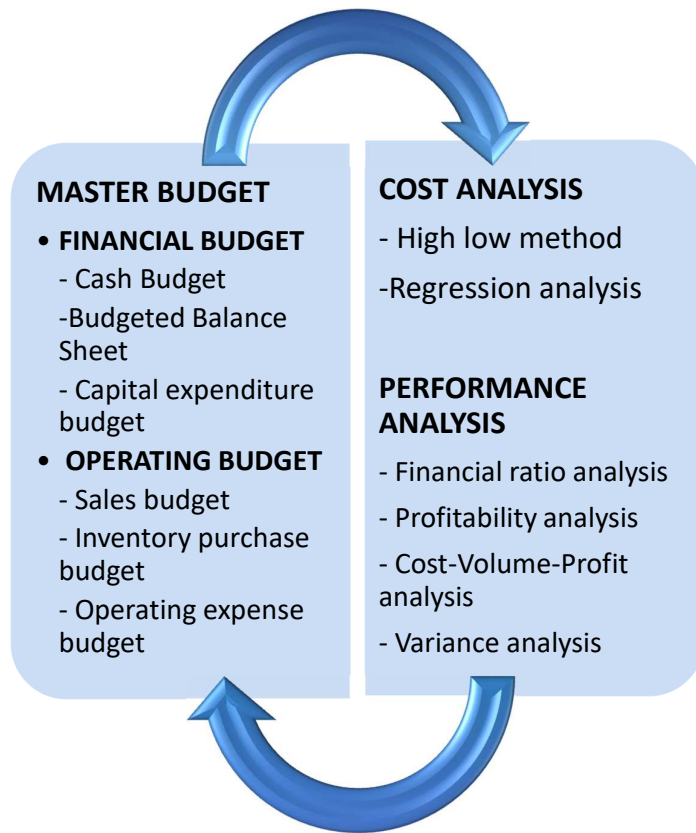 MASTER BUDGET
• FINANCIAL BUDGET
- Cash Budget
-Budgeted Balance
Sheet
- Capital expenditure
budget
• OPERATING BUDGET
- Sales budget
- Inventory purchase
budget
- Operating expense
budget
COST ANALYSIS
- High low method
-Regression analysis
PERFORMANCE
ANALYSIS
- Financial ratio analysis
- Profitability analysis
- Cost-Volume-Profit
analysis
- Variance analysis